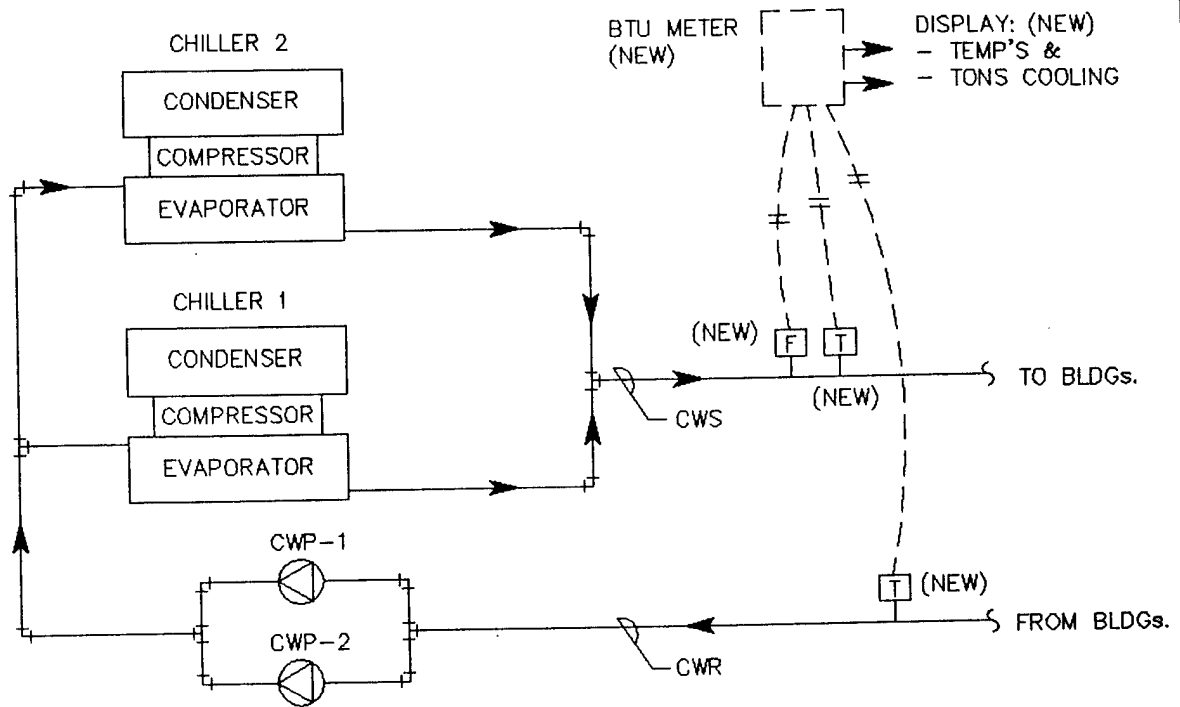 BTU METER
(NEW)
DISPLAY: (NEW)
- TEMP'S &
- TONS COOLING
CHILLER 2
CONDENSER
COMPRESSOR
EVAPORATOR
CHILLER 1
CONDENSER
COMPRESSOR
EVAPORATOR
(NEW)
F
T
(NEW)
TO BLDGs.
CWS
CWP-1
CWP-2
T
(NEW)
FROM BLDGs.
CWR